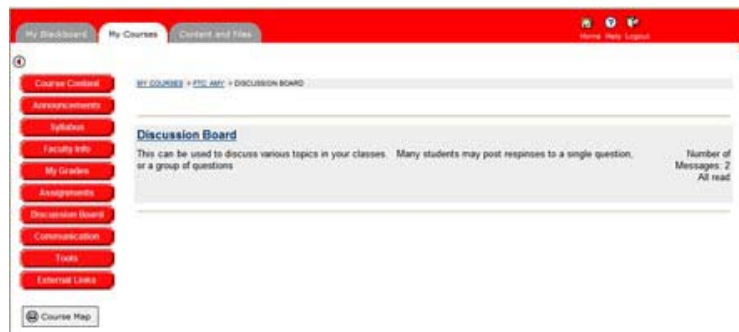 My Blackboard
My Courses
Content and Files
Home Help Logout
Course Content
Announcements
Syllabus
Faculty Info
My Grades
Assignments
Discussion Board
Communication
Tools
External Links
Course Map
MY COURSES > FTC_AMY > DISCUSSION BOARD
Discussion Board
This can be used to discuss various topics in your classes. Many students may post respinses to a single question,
or a group of questions
Number of
Messages: 2
All read